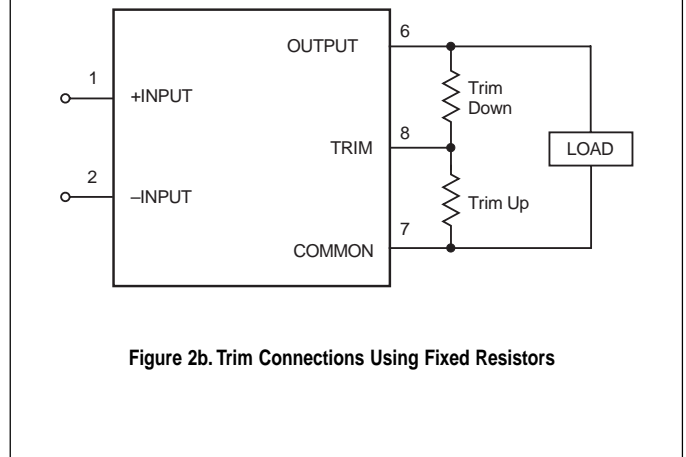 6
OUTPUT
1
+INPUT
Trim
Down
8
TRIM
LOAD
2
–INPUT
Trim Up
7
COMMON
Figure 2b. Trim Connections Using Fixed Resistors